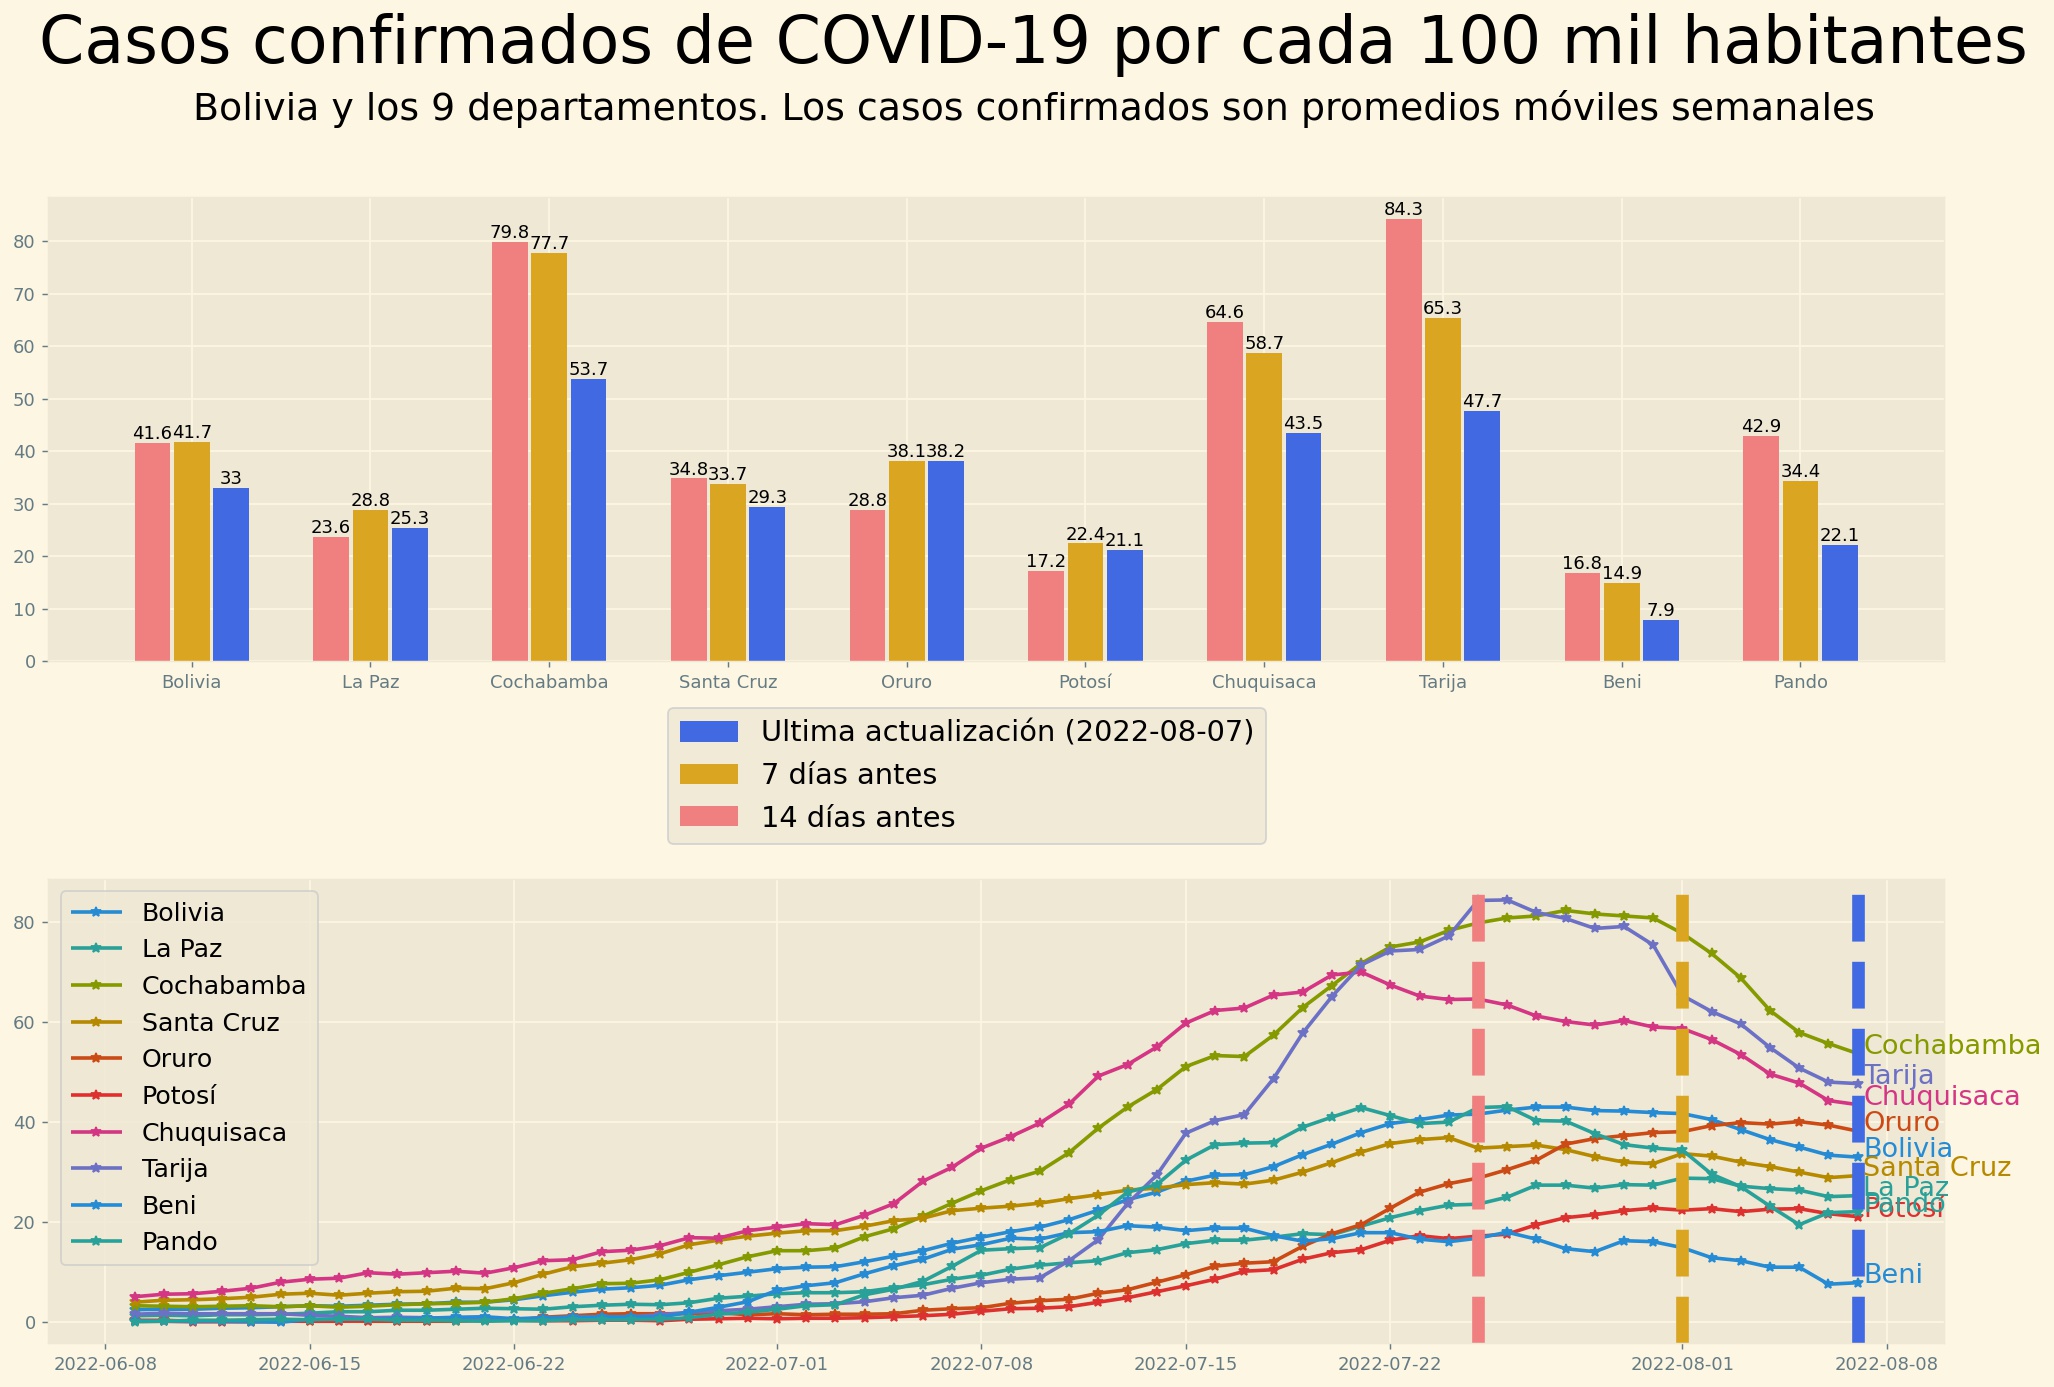 Casos confirmados de COVID-19 por cada 100 mil habitantes
Bolivia y los 9 departamentos. Los casos confirmados son promedios móviles semanales
80
70
60
50
40
30
20
10
0
41.6 41.7 33
23.6 28.8 25.3
79.8 77.7 53.7
34.8 33.7 29.3
28.8 38.1 38.2
17.2 22.4 21.1
64.6 58.7 43.5
84.3 65.3 47.7
16.8 14.9 7.9
42.9 34.4 22.1
Bolivia La Paz Cochabamba Santa Cruz Oruro Potosí Chuquisaca Tarija Beni Pando
Ultima actualización (2022-08-07)
7 días antes
14 días antes
80
60
40
20
0
Bolivia
La Paz
Cochabamba
Santa Cruz
Oruro
Potosí
Chuquisaca
Tarija
Beni
Pando
Cochabamba
Tarija
Chuquisaca
Oruro
Bolivia
Santa Cruz
La Paz
Pando
Potosí
Beni
2022-06-08 2022-06-15 2022-06-22 2022-07-01 2022-07-08 2022-07-15 2022-07-22 2022-08-01 2022-08-08